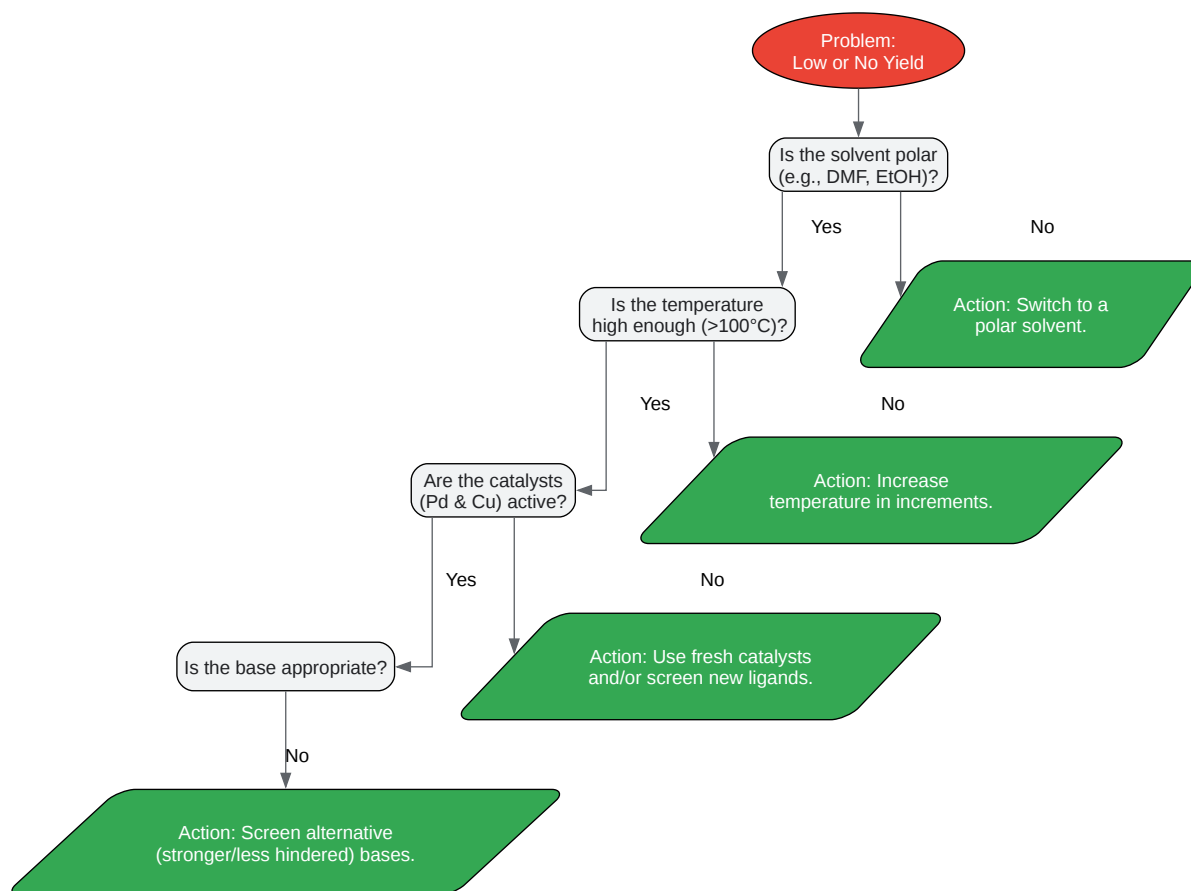 Problem:
Low or No Yield
Is the solvent polar
(e.g., DMF, EtOH)?
Yes
No
Action: Switch to a
polar solvent.
Is the temperature
high enough (>100°C)?
Yes
No
Action: Increase
temperature in increments.
Are the catalysts
(Pd & Cu) active?
Yes
No
Action: Use fresh catalysts
and/or screen new ligands.
Is the base appropriate?
No
Action: Screen alternative
(stronger/less hindered) bases.